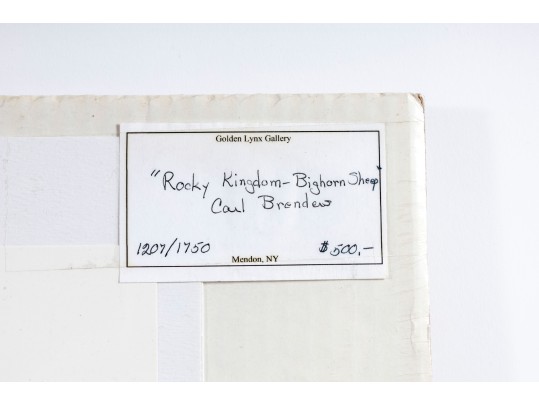 Golden Lynx Gallery
"Rocky Kingdom - Bighorn Sheep"
Carl Brenders
1207/1750 $500.-
Mendon, NY